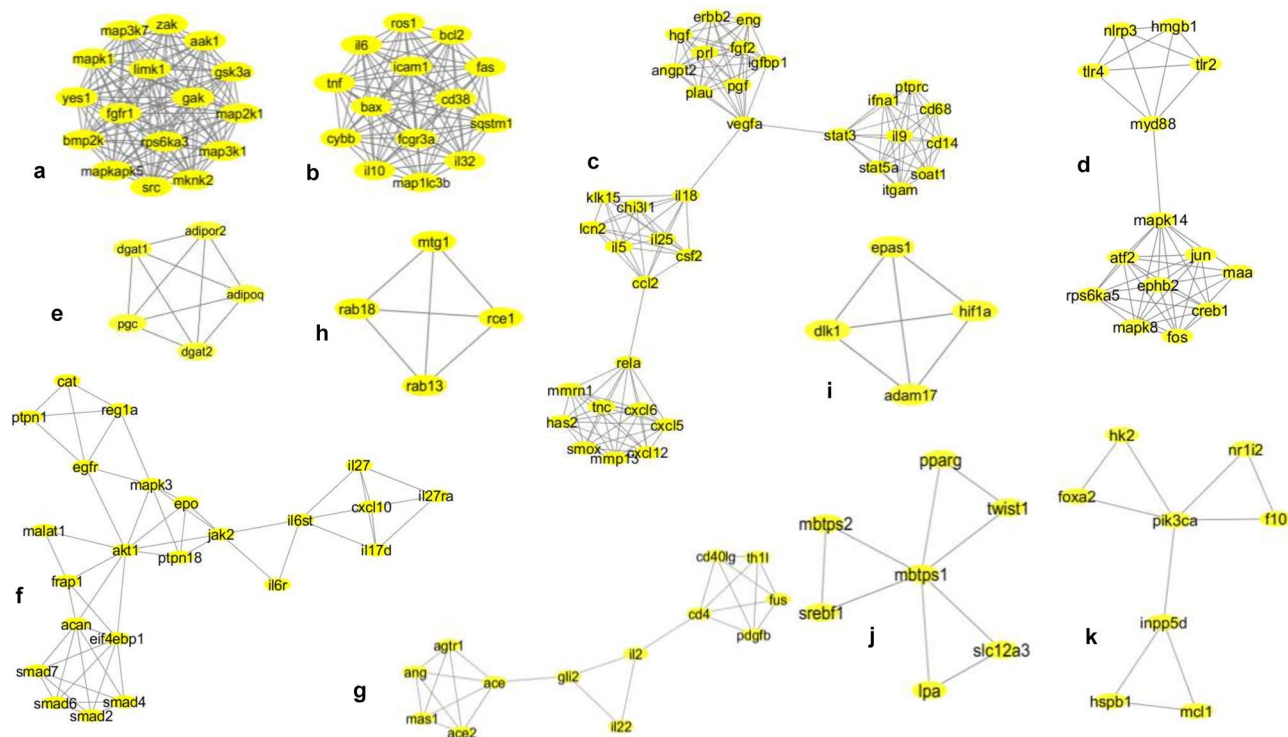 map3k7
zak
aak1
mapk1
limk1
gsk3a
yes1
gak
fgfr1
map2k1
bmp2k
rps6ka3
map3k1
mapkapk5
mknk2
src
a
ros1
il6
bcl2
icam1
fas
tnf
cd38
bax
sqstm1
cybb
fcgr3a
il32
il10
map1lc3b
b
erbb2
eng
hgf
fgf2
prl
igfbp1
angpt2
pgf
plau
vegfa
ptprc
ifna1
cd68
stat3
il9
cd14
stat5a
soat1
itgam
c
klk15
il18
chi3l1
lcn2
il25
il5
csf2
ccl2
rela
mmrn1
tnc
cxcl6
has2
cxcl5
smox
cxcl12
mmp13
nlrp3
hmgb1
tlr4
tlr2
myd88
d
mapk14
atf2
jun
maa
ephb2
rps6ka5
creb1
mapk8
fos
adipor2
dgat1
adipoq
e
pgc
dgat2
mtg1
rab18
rce1
h
rab13
epas1
hif1a
dlk1
adam17
i
cat
ptpn1
reg1a
egfr
mapk3
epo
il27
il27ra
cxcl10
malat1
il6st
jak2
akt1
il17d
ptpn18
frap1
il6r
f
acan
eif4ebp1
smad7
smad6
smad4
smad2
cd40lg
th1l
fus
cd4
pdgfb
agtr1
il2
ang
ace
gli2
g
mas1
ace2
il22
pparg
twist1
mbtps2
mbtps1
srebf1
j
slc12a3
lpa
hk2
nr1i2
foxa2
pik3ca
f10
inpp5d
k
hspb1
mcl1